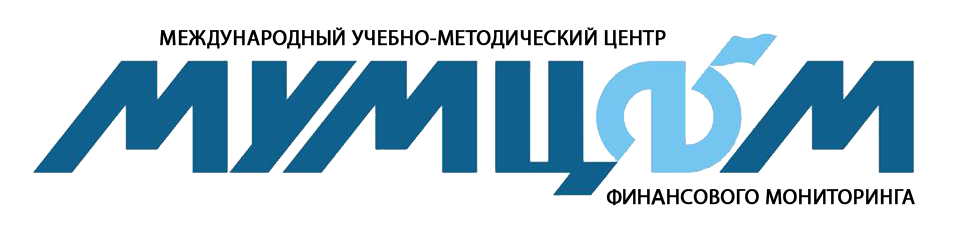 МЕЖДУНАРОДНЫЙ УЧЕБНО-МЕТОДИЧЕСКИЙ ЦЕНТР
МУМЦФМ
ФИНАНСОВОГО МОНИТОРИНГА